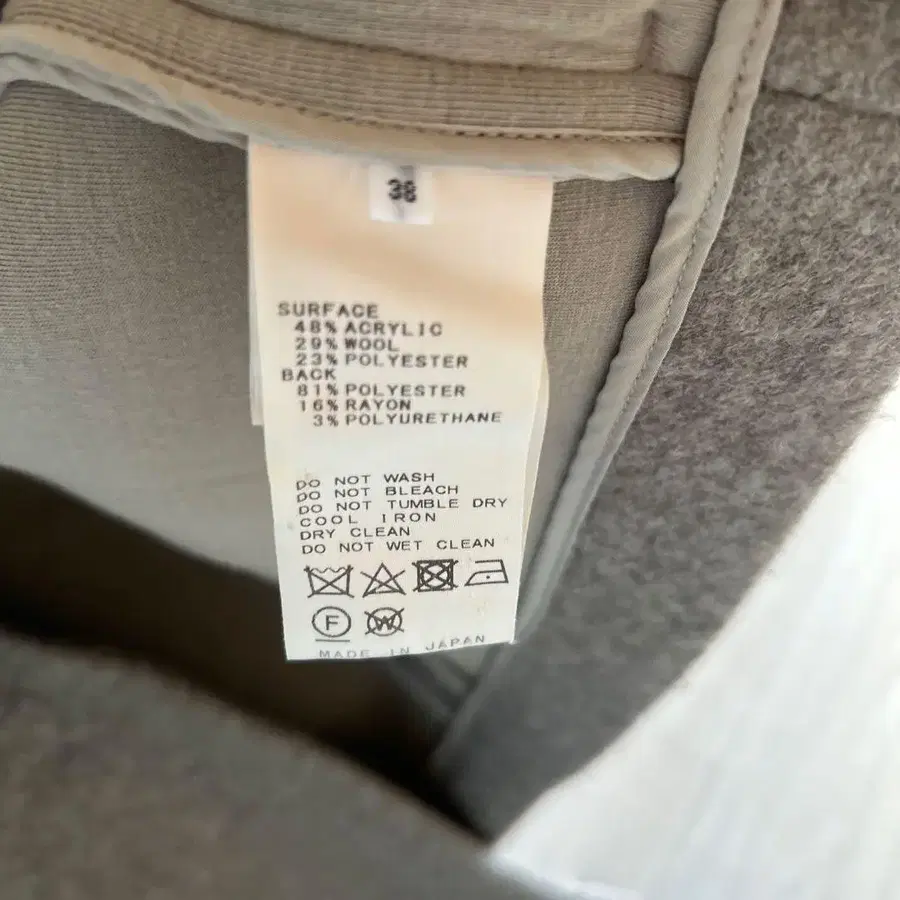 38
SURFACE
48% ACRYLIC
29% WOOL
23% POLYESTER
BACK
81% POLYESTER
16% RAYON
3% POLYURETHANE
DO NOT WASH
DO NOT BLEACH
DO NOT TUMBLE DRY
COOL IRON
DRY CLEAN
DO NOT WET CLEAN
F W
MADE IN JAPAN